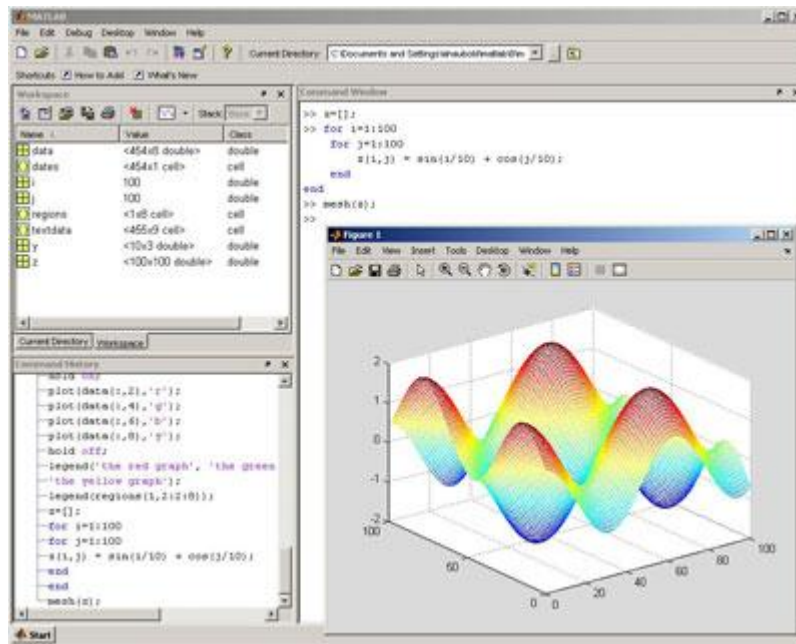 MATLAB
File Edit Debug Desktop Window Help
Current Directory:
Shortcuts How to Add What's New
Workspace
Stack:
Name Value Class
data <454x8 double> double
dates <454x1 cell> cell
i 100 double
j 100 double
regions <1x8 cell> cell
textdata <455x9 cell> cell
y <10x3 double> double
z <100x100 double> double
Current Directory Workspace
Command History
hold on;
plot(data(:,2),'r');
plot(data(:,4),'g');
plot(data(:,6),'b');
plot(data(:,8),'y');
hold off;
legend('the red graph', 'the green
'the yellow graph');
legend(regions(1,2:2:8));
z=[];
for i=1:100
for j=1:100
z(i,j) = sin(i/10) + cos(j/10);
end
end
mesh(z);
Start
Command Window
>> z=[];
>> for i=1:100
for j=1:100
z(i,j) = sin(i/10) + cos(j/10);
end
end
>> mesh(z);
>>
Figure 1
File Edit View Insert Tools Desktop Window Help
2
1
0
-1
-2
100
50
0
0 20 40 60 80 100